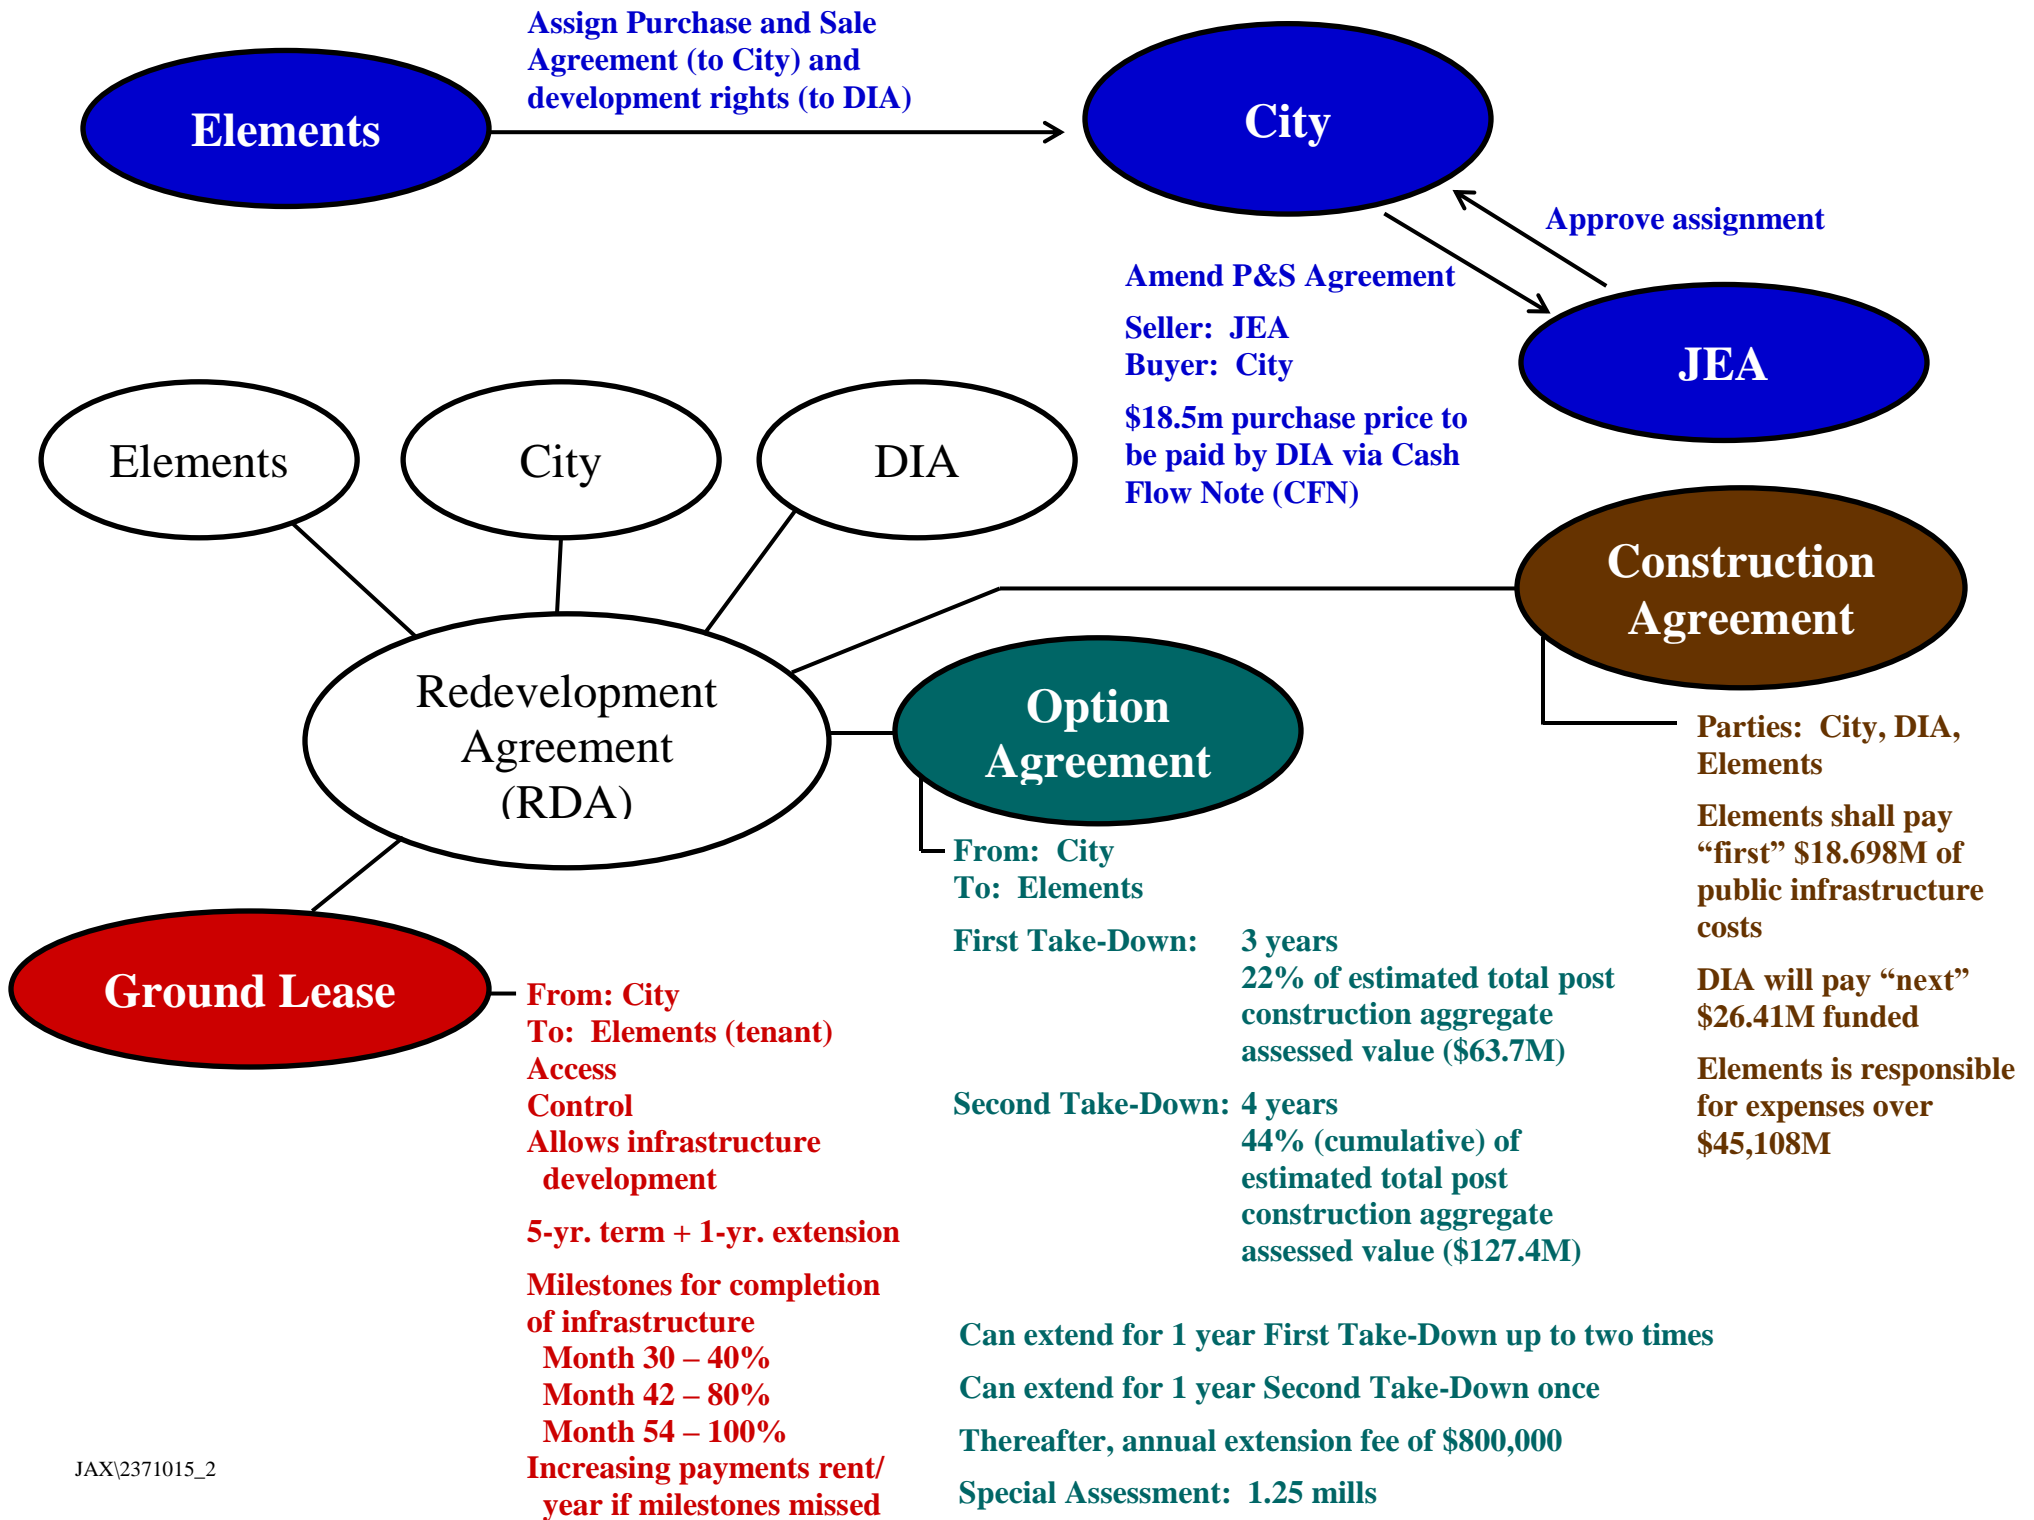 Assign Purchase and Sale
Agreement (to City) and
development rights (to DIA)
Elements
City
Approve assignment
Amend P&S Agreement
Seller: JEA
Buyer: City
$18.5m purchase price to
be paid by DIA via Cash
Flow Note (CFN)
JEA
Elements
City
DIA
Redevelopment
Agreement
(RDA)
Option
Agreement
Construction
Agreement
Parties: City, DIA,
Elements
Elements shall pay
“first” $18.698M of
public infrastructure
costs
DIA will pay “next”
$26.41M funded
Elements is responsible
for expenses over
$45,108M
From: City
To: Elements
First Take-Down: 3 years
22% of estimated total post
construction aggregate
assessed value ($63.7M)
Second Take-Down: 4 years
44% (cumulative) of
estimated total post
construction aggregate
assessed value ($127.4M)
Can extend for 1 year First Take-Down up to two times
Can extend for 1 year Second Take-Down once
Thereafter, annual extension fee of $800,000
Special Assessment: 1.25 mills
Ground Lease
From: City
To: Elements (tenant)
Access
Control
Allows infrastructure
development
5-yr. term + 1-yr. extension
Milestones for completion
of infrastructure
Month 30 – 40%
Month 42 – 80%
Month 54 – 100%
Increasing payments rent/
year if milestones missed
JAX\2371015_2